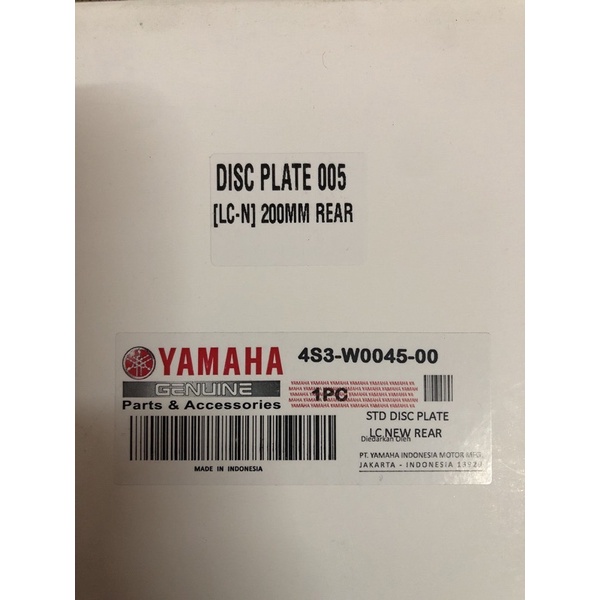 DISC PLATE 005
[LC-N] 200MM REAR
YAMAHA
4S3-W0045-00
GENUINE
1PC
Parts & Accessories
STD DISC PLATE
LC NEW REAR
Diedarkan Oleh
PT. YAMAHA INDONESIA MOTOR MFG,
JAKARTA - INDONESIA 13920
MADE IN INDONESIA